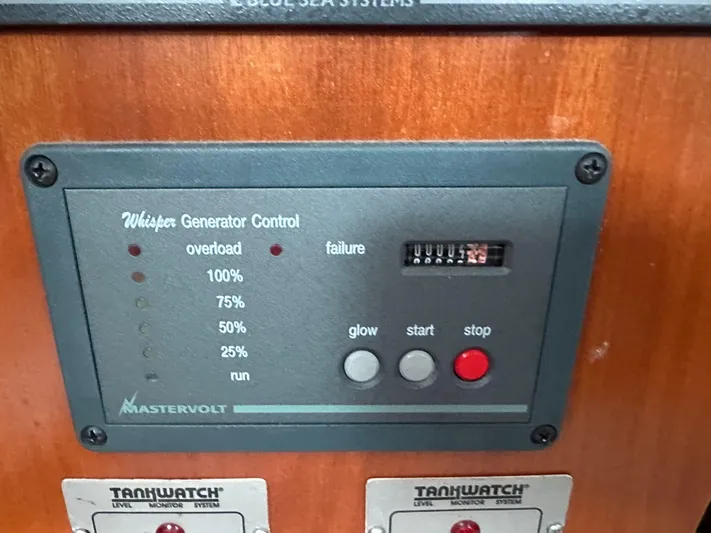 BLUE SEA SYSTEMS
Whisper Generator Control
overload failure
100%
75%
50%
glow start stop
25%
run
MASTERVOLT
TANKWATCH® TANKWATCH®
LEVEL MONITOR SYSTEM LEVEL MONITOR SYSTEM